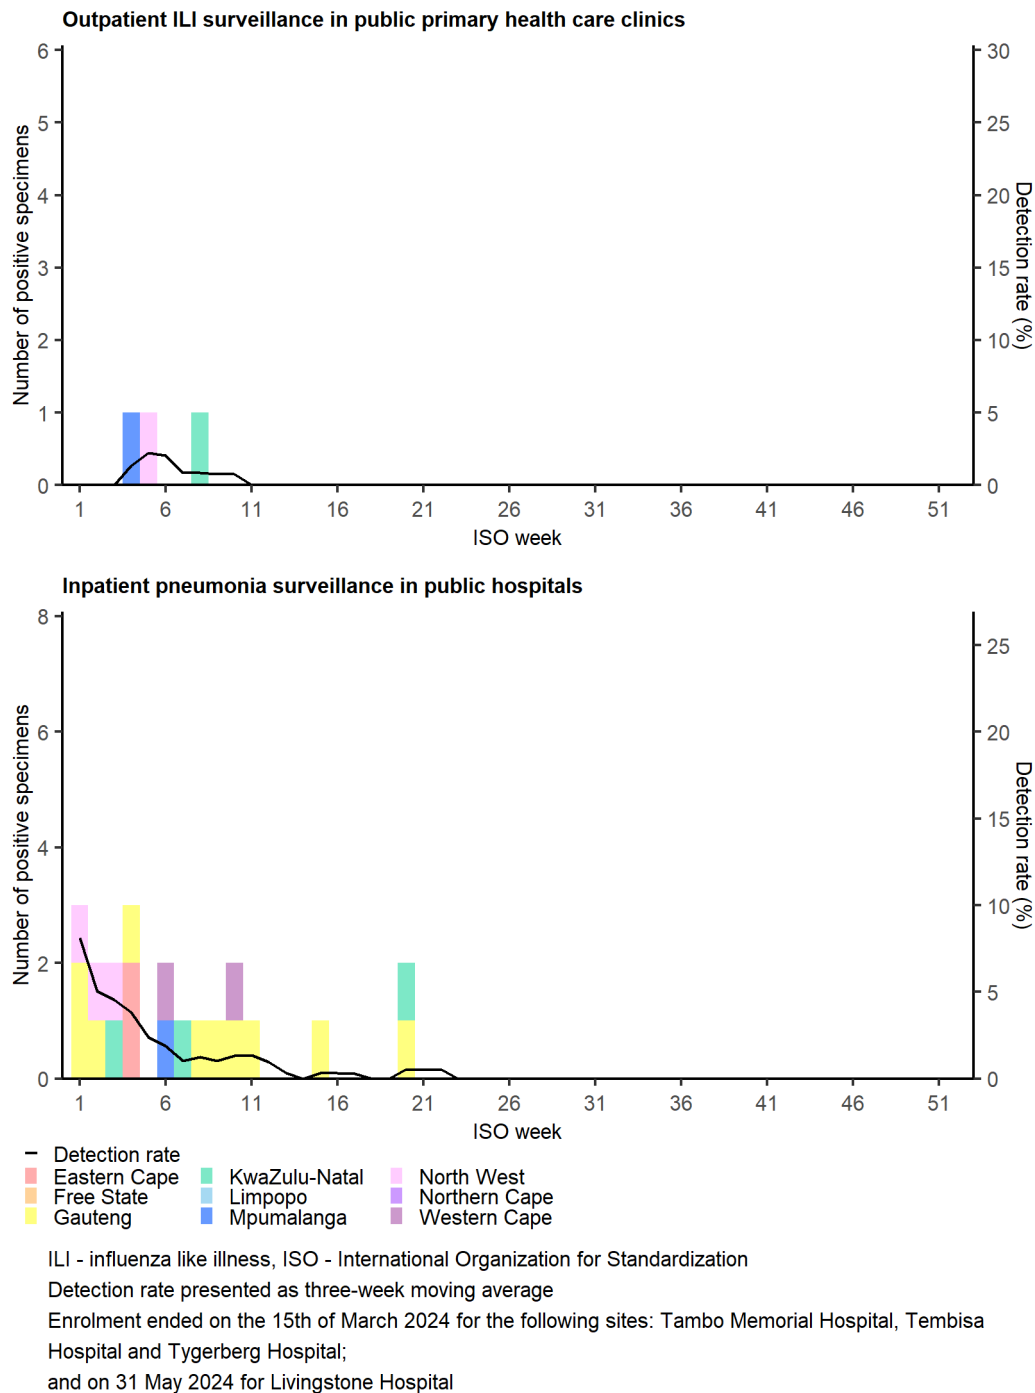 Outpatient ILI surveillance in public primary health care clinics
Number of positive specimens
6
5
4
3
2
1
0
30
25
20
15
10
5
0
Detection rate (%)
1 6 11 16 21 26 31 36 41 46 51
ISO week
Inpatient pneumonia surveillance in public hospitals
Number of positive specimens
8
6
4
2
0
25
20
15
10
5
0
Detection rate (%)
1 6 11 16 21 26 31 36 41 46 51
ISO week
Detection rate
Eastern Cape KwaZulu-Natal North West
Free State Limpopo Northern Cape
Gauteng Mpumalanga Western Cape
ILI - influenza like illness, ISO - International Organization for Standardization
Detection rate presented as three-week moving average
Enrolment ended on the 15th of March 2024 for the following sites: Tambo Memorial Hospital, Tembisa
Hospital and Tygerberg Hospital;
and on 31 May 2024 for Livingstone Hospital